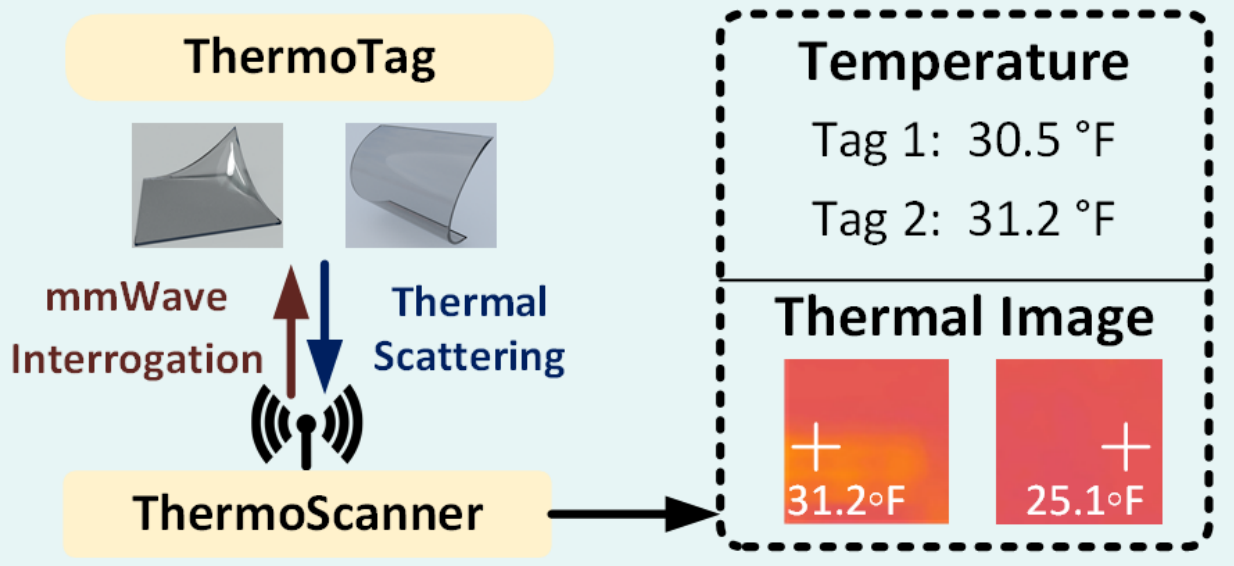 ThermoTag
mmWave
Interrogation
Thermal
Scattering
ThermoScanner
Temperature
Tag 1: 30.5 °F
Tag 2: 31.2 °F
Thermal Image
31.2°F
25.1°F